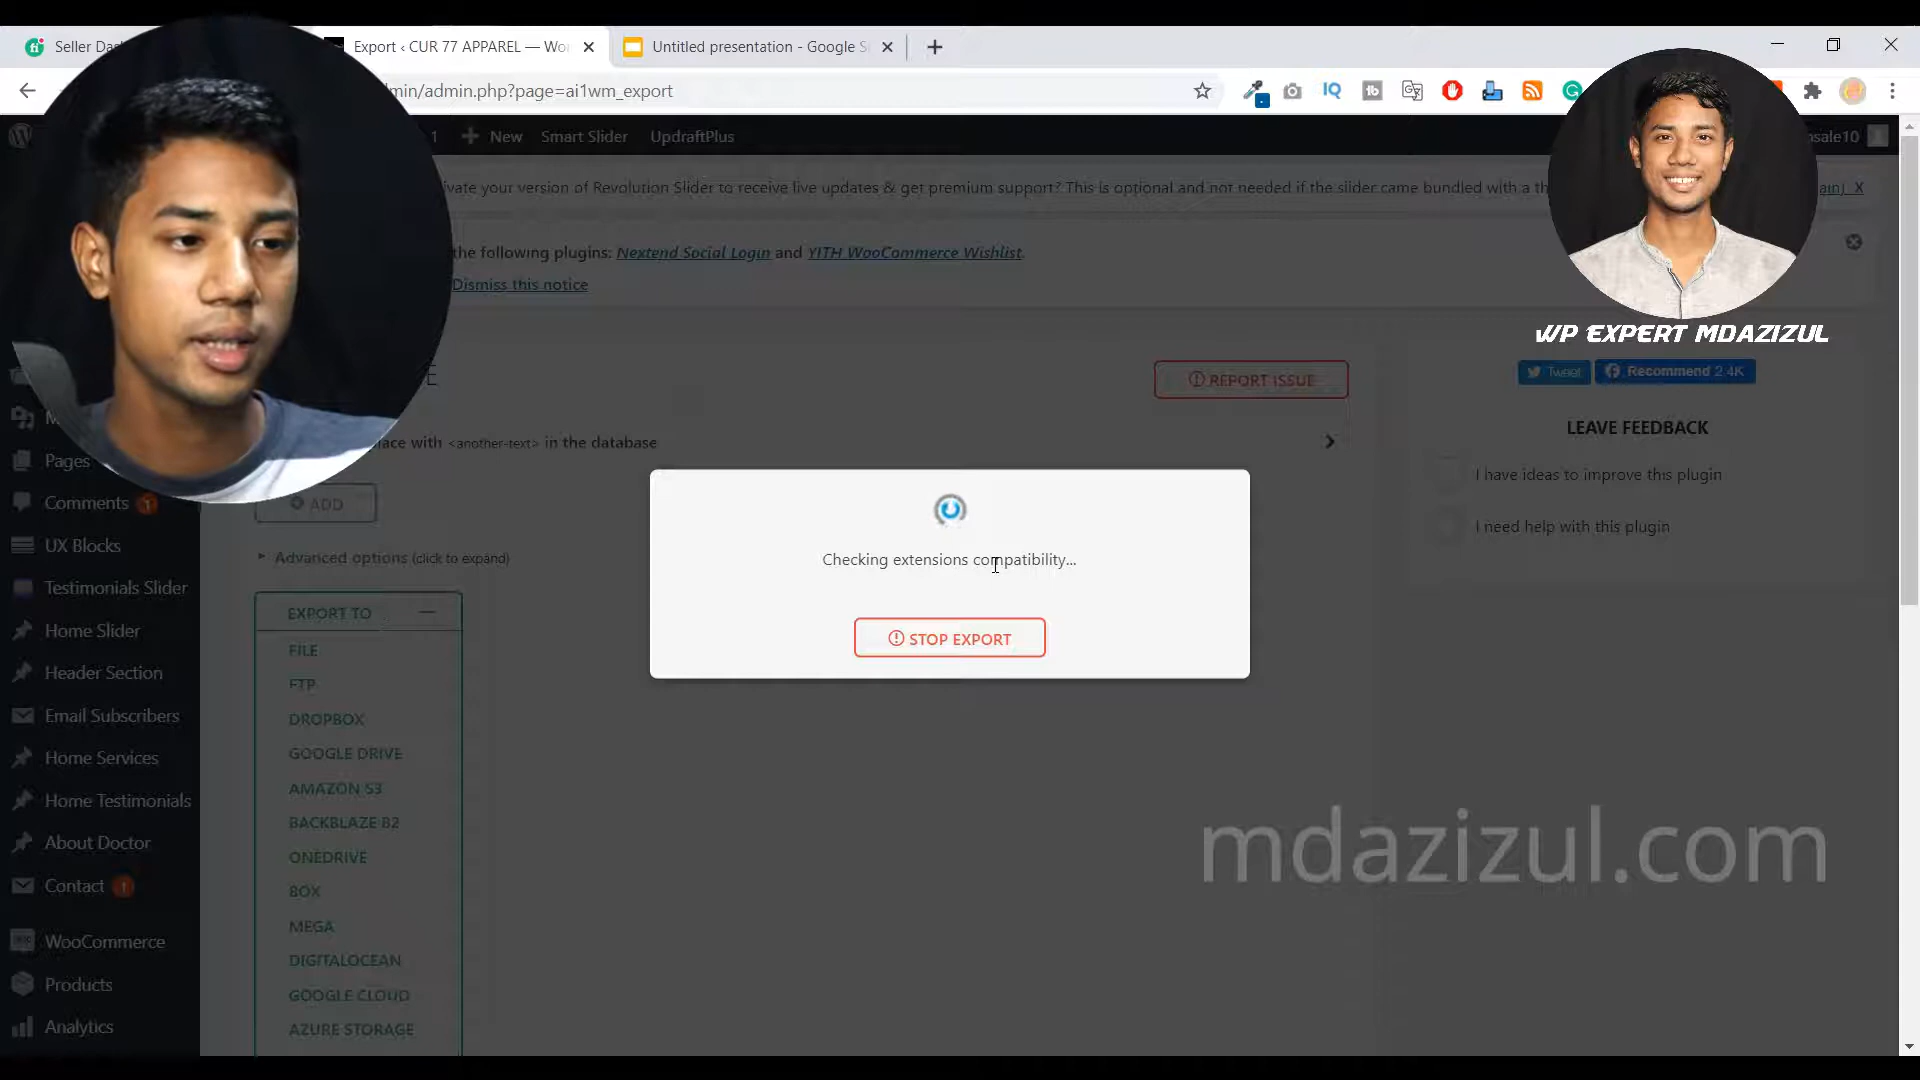 Seller Das
Export ‹ CUR 77 APPAREL — Wor
Untitled presentation - Google S
min/admin.php?page=ai1wm_export
1
New
Smart Slider
UpdraftPlus
sale10
vate your version of Revolution Slider to receive live updates & get premium support? This is optional and not needed if the slider came bundled with a th
X
the following plugins: Nextend Social Login and YITH WooCommerce Wishlist.
Dismiss this notice
WP EXPERT MDAZIZUL
E
REPORT ISSUE
Tweet
Recommend 2.4K
LEAVE FEEDBACK
I have ideas to improve this plugin
I need help with this plugin
lace with <another-text> in the database
ADD
Advanced options (click to expand)
Checking extensions compatibility...
STOP EXPORT
EXPORT TO
FILE
FTP
DROPBOX
GOOGLE DRIVE
AMAZON S3
BACKBLAZE B2
ONEDRIVE
BOX
MEGA
DIGITALOCEAN
GOOGLE CLOUD
AZURE STORAGE
M
Pages
Comments 1
UX Blocks
Testimonials Slider
Home Slider
Header Section
Email Subscribers
Home Services
Home Testimonials
About Doctor
Contact 1
WooCommerce
Products
Analytics
mdazizul.com